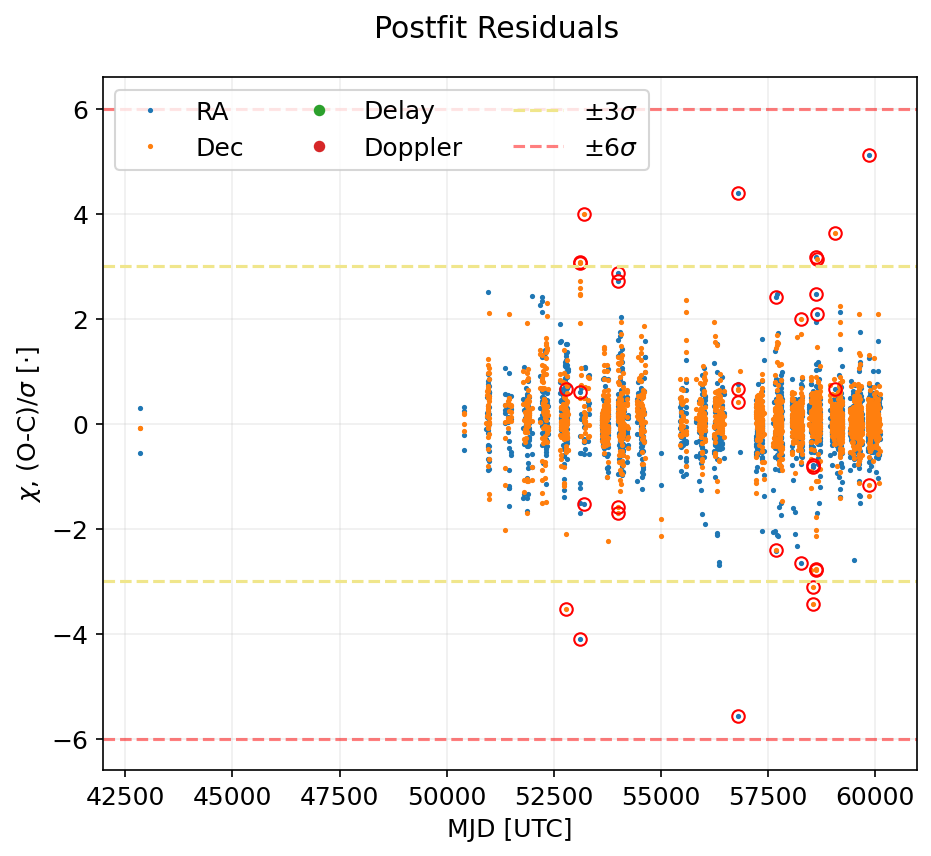 Postfit Residuals
RA
Dec
Delay
Doppler
±3σ
±6σ
6
4
2
0
−2
−4
−6
χ, (O-C)/σ [·]
42500 45000 47500 50000 52500 55000 57500 60000
MJD [UTC]